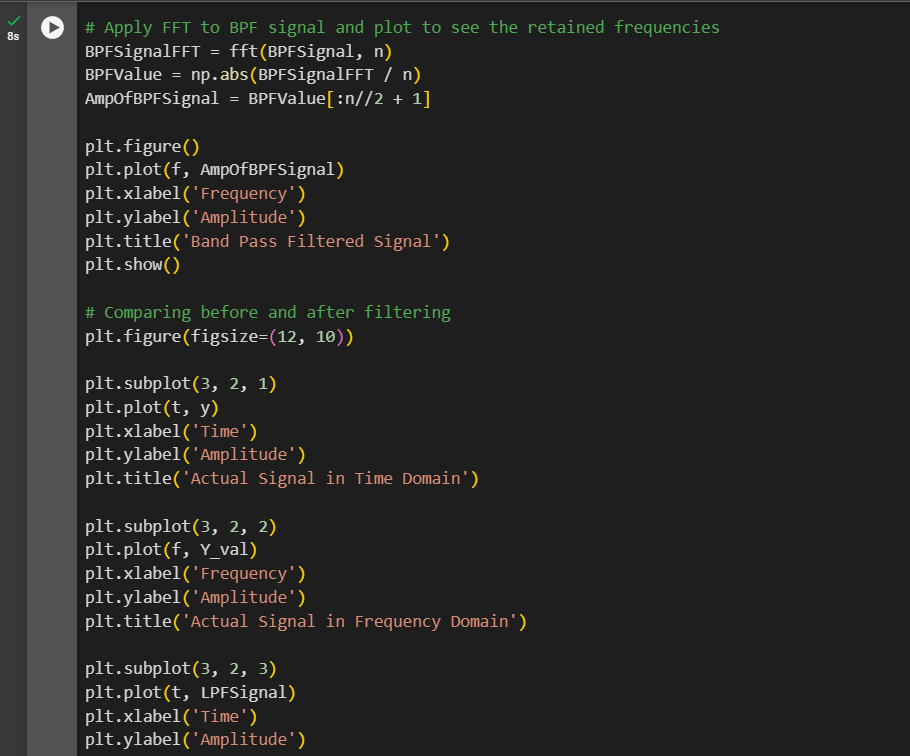 8s
# Apply FFT to BPF signal and plot to see the retained frequencies
BPFSignalFFT = fft(BPFSignal, n)
BPFValue = np.abs(BPFSignalFFT / n)
AmpOfBPFSignal = BPFValue[:n//2 + 1]

plt.figure()
plt.plot(f, AmpOfBPFSignal)
plt.xlabel('Frequency')
plt.ylabel('Amplitude')
plt.title('Band Pass Filtered Signal')
plt.show()

# Comparing before and after filtering
plt.figure(figsize=(12, 10))

plt.subplot(3, 2, 1)
plt.plot(t, y)
plt.xlabel('Time')
plt.ylabel('Amplitude')
plt.title('Actual Signal in Time Domain')

plt.subplot(3, 2, 2)
plt.plot(f, Y_val)
plt.xlabel('Frequency')
plt.ylabel('Amplitude')
plt.title('Actual Signal in Frequency Domain')

plt.subplot(3, 2, 3)
plt.plot(t, LPFSignal)
plt.xlabel('Time')
plt.ylabel('Amplitude')